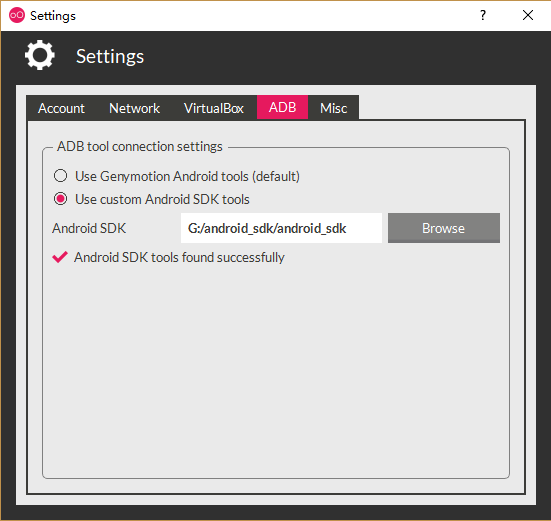 Settings
?
Settings
Account Network VirtualBox ADB Misc
ADB tool connection settings
Use Genymotion Android tools (default)
Use custom Android SDK tools
Android SDK G:/android_sdk/android_sdk Browse
Android SDK tools found successfully